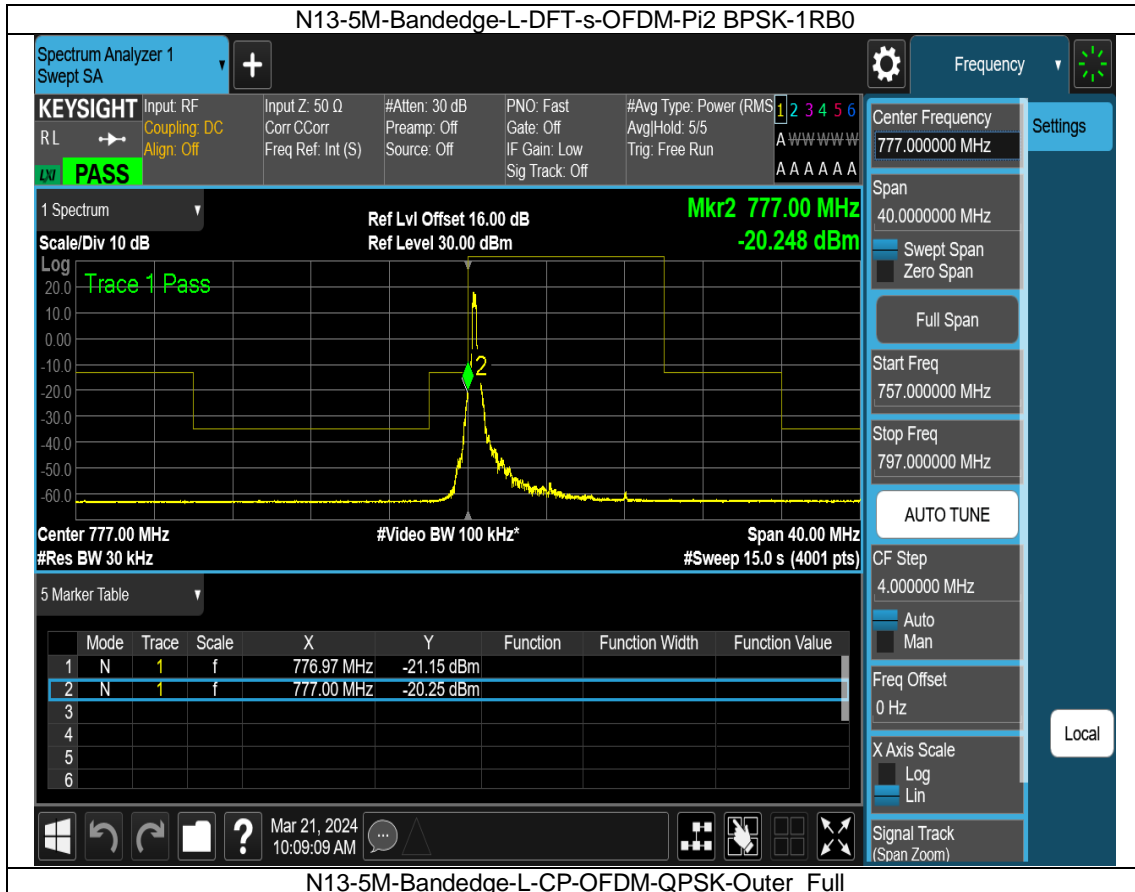 N13-5M-Bandedge-L-DFT-s-OFDM-Pi2 BPSK-1RB0
Spectrum Analyzer 1
Swept SA
Frequency
KEYSIGHT
R L
LXI
PASS
Input: RF
Coupling: DC
Align: Off
Input Z: 50 Ω
Corr CCorr
Freq Ref: Int (S)
#Atten: 30 dB
Preamp: Off
Source: Off
PNO: Fast
Gate: Off
IF Gain: Low
Sig Track: Off
#Avg Type: Power (RMS
Avg|Hold: 5/5
Trig: Free Run
1 2 3 4 5 6
A W W W W W
A A A A A A
1 Spectrum
Scale/Div 10 dB
Ref Lvl Offset 16.00 dB
Ref Level 30.00 dBm
Mkr2 777.00 MHz
-20.248 dBm
Log
Trace 1 Pass
20.0
10.0
0.00
-10.0
-20.0
-30.0
-40.0
-50.0
-60.0
2
Center 777.00 MHz
#Video BW 100 kHz*
Span 40.00 MHz
#Res BW 30 kHz
#Sweep 15.0 s (4001 pts)
5 Marker Table
Mode Trace Scale X Y Function Function Width Function Value
1 N 1 f 776.97 MHz -21.15 dBm
2 N 1 f 777.00 MHz -20.25 dBm
3
4
5
6
Mar 21, 2024
10:09:09 AM
Center Frequency
777.000000 MHz
Span
40.0000000 MHz
Swept Span
Zero Span
Full Span
Start Freq
757.000000 MHz
Stop Freq
797.000000 MHz
AUTO TUNE
CF Step
4.000000 MHz
Auto
Man
Freq Offset
0 Hz
X Axis Scale
Log
Lin
Signal Track
(Span Zoom)
Settings
Local
N13-5M-Bandedge-L-CP-OFDM-QPSK-Outer_Full